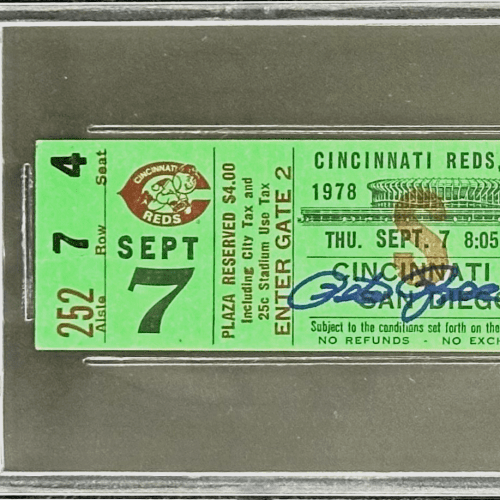 4 Seat
7 Row
252 Aisle
CINCINNATI
REDS
SEPT
7
PLAZA RESERVED $4.00
Including City Tax and
25c Stadium Use Tax
ENTER GATE 2
CINCINNATI REDS,
1978
THU. SEPT. 7 8:05
CINCINNATI
SAN DIEGO
Pete Rose
Subject to the conditions set forth on the
NO REFUNDS - NO EXCH